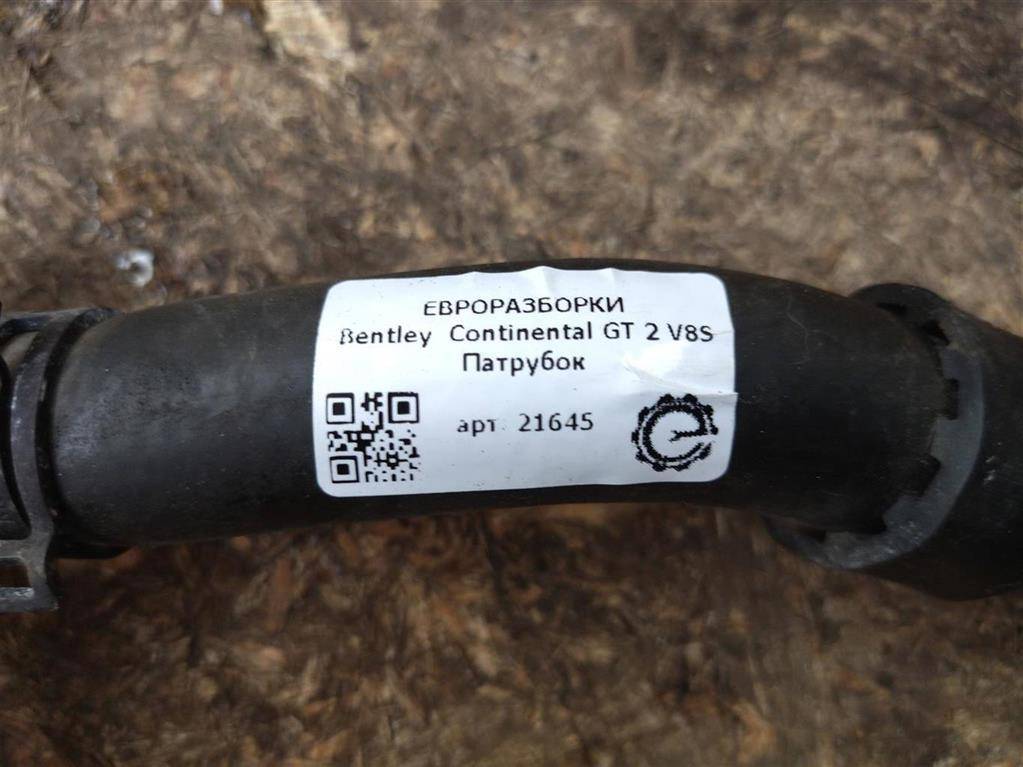 ЕВРОРАЗБОРКИ
Bentley Continental GT 2 V8S
Патрубок
арт. 21645